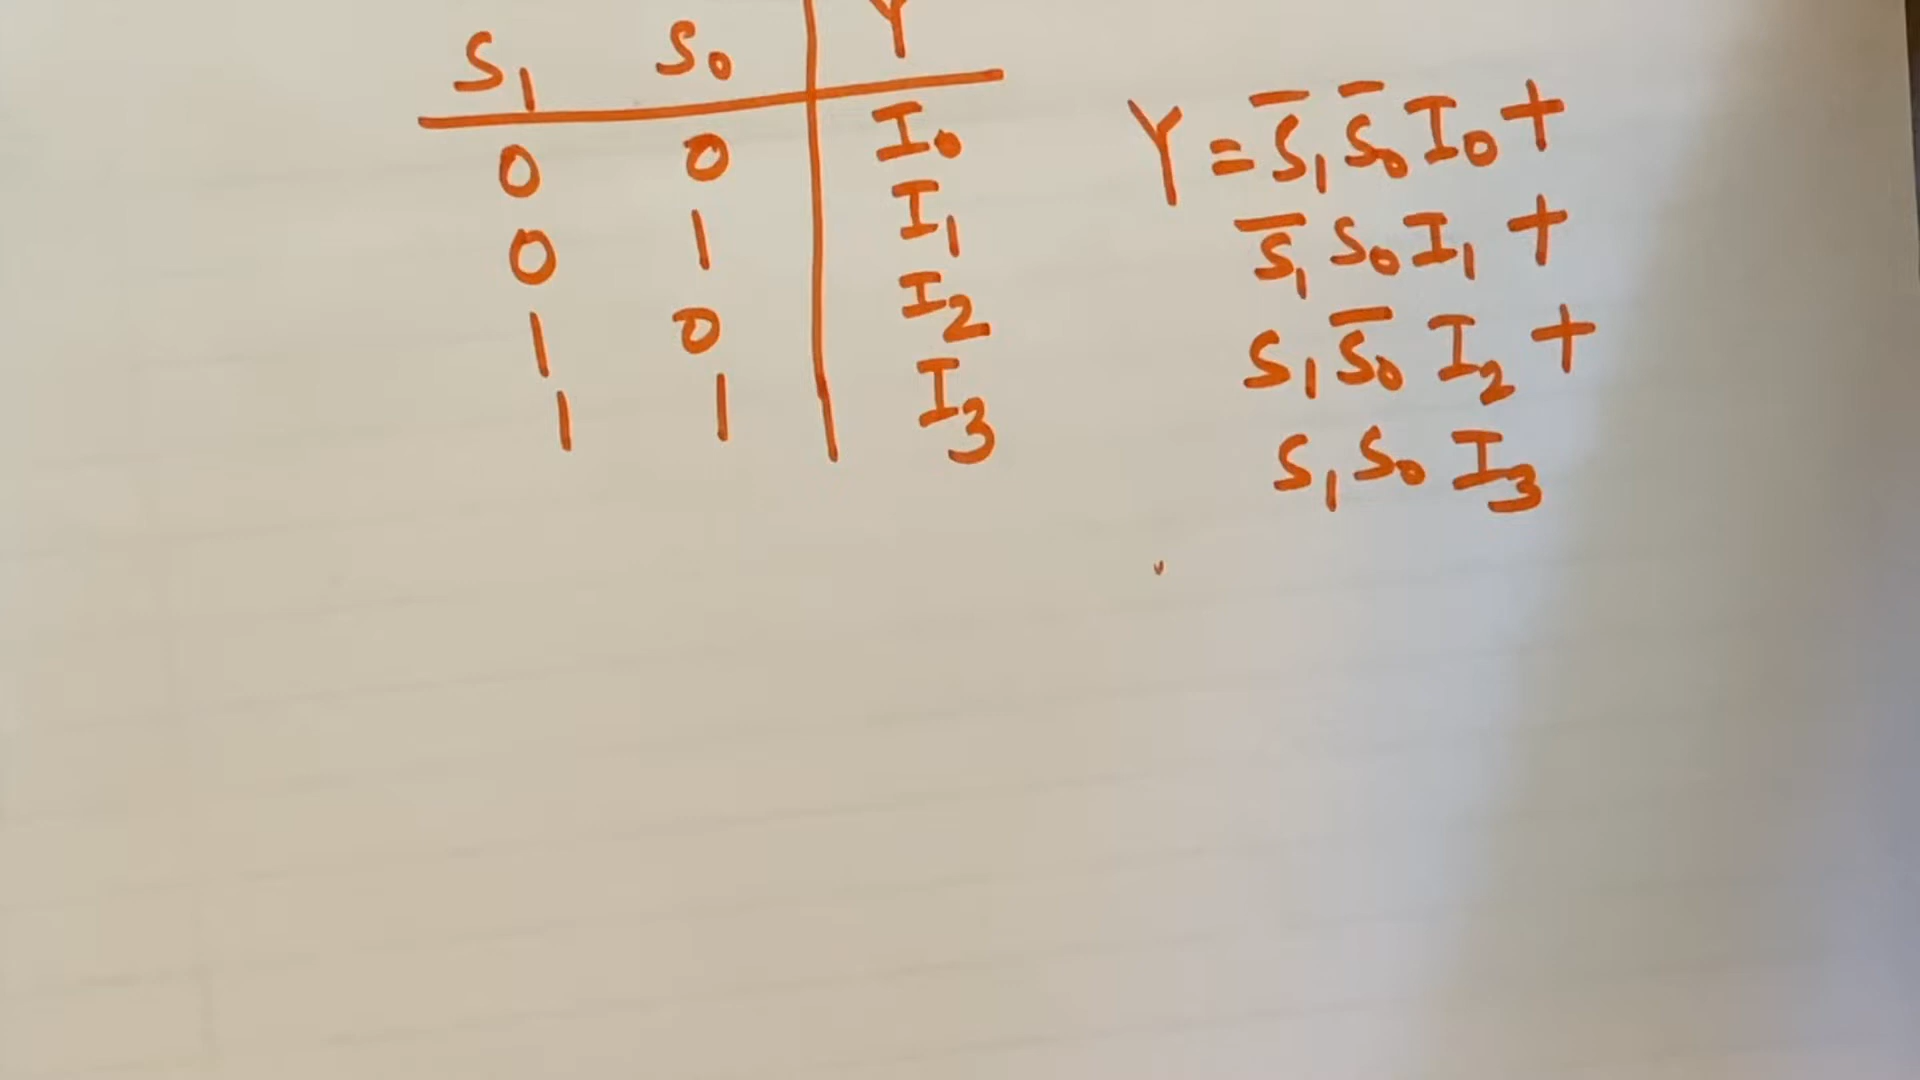 S₁ S₀ Y
0 0 I₀
0 1 I₁
1 0 I₂
1 1 I₃
Y = S̅₁ S̅₀ I₀ +
S̅₁ S₀ I₁ +
S₁ S̅₀ I₂ +
S₁ S₀ I₃